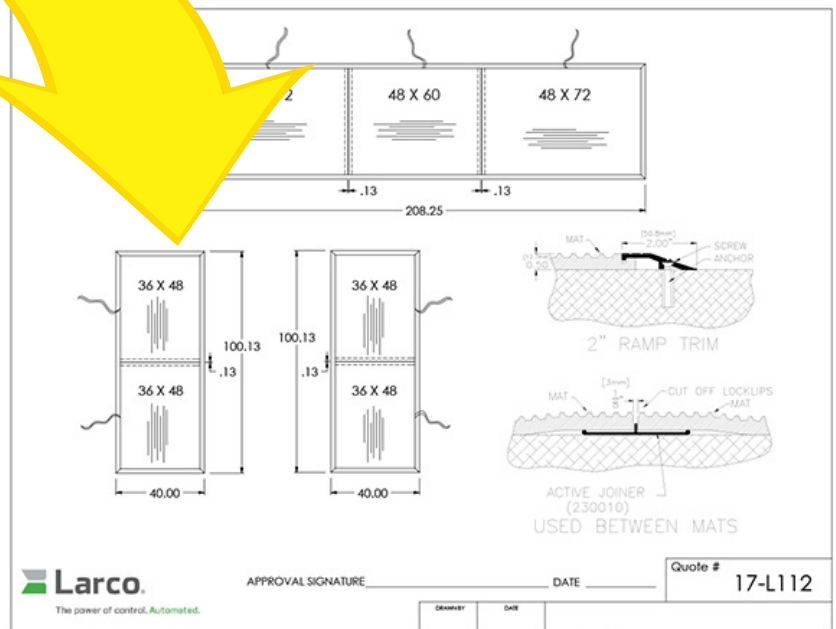 2
48 X 60
48 X 72
.13
.13
208.25
36 X 48
36 X 48
100.13
.13
40.00
36 X 48
36 X 48
100.13
.13
40.00
MAT
[50.8mm]
2.00"
SCREW
ANCHOR
0.50
2" RAMP TRIM
[3mm]
1/8"
CUT OFF LOCKLIPS
MAT
MAT
ACTIVE JOINER
(230010)
USED BETWEEN MATS
Larco.
The power of control. Automated.
APPROVAL SIGNATURE
DATE
Quote #
17-L112
DRAWN BY
DATE